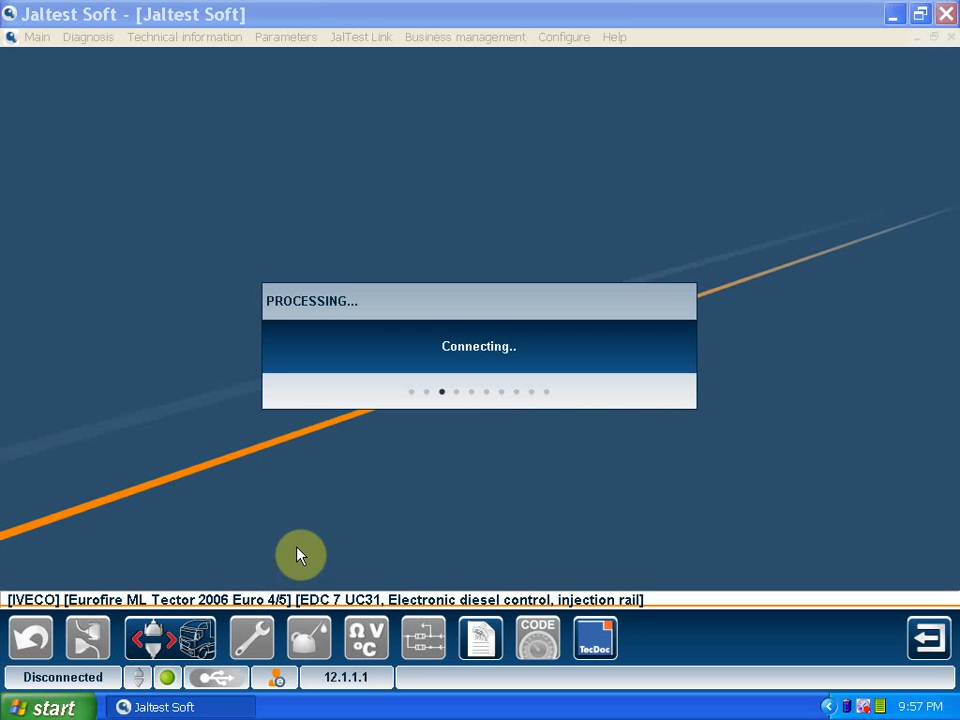 Jaltest Soft - [Jaltest Soft]
Main Diagnosis Technical information Parameters JalTest Link Business management Configure Help
PROCESSING...
Connecting..
[IVECO] [Eurofire ML Tector 2006 Euro 4/5] [EDC 7 UC31, Electronic diesel control, injection rail]
Ω V
°C
CODE
TecDoc
Disconnected 12.1.1.1
start Jaltest Soft 9:57 PM